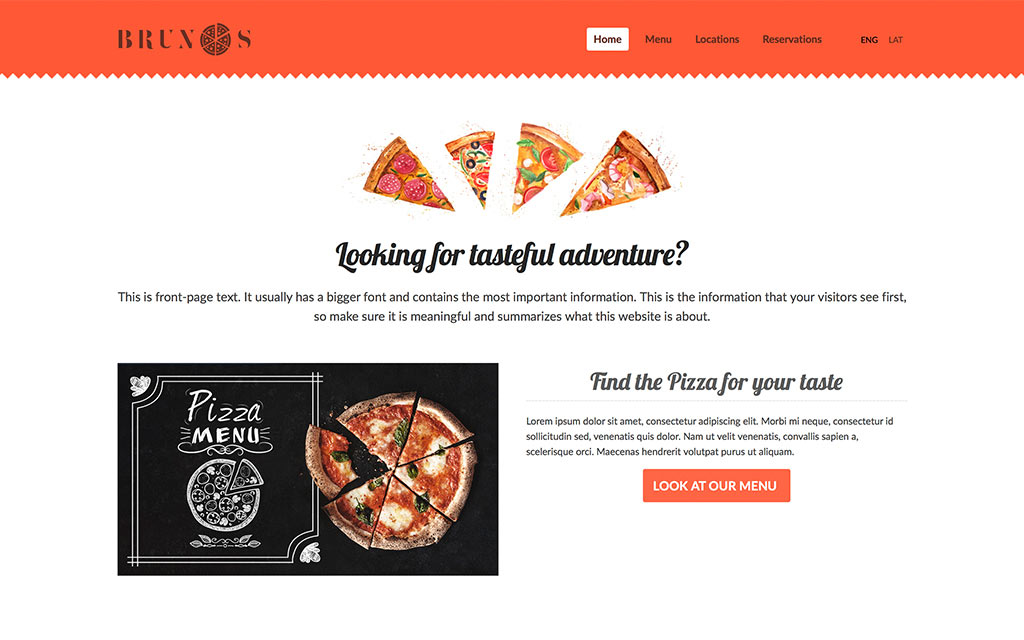 BRUN S
Home
Menu
Locations
Reservations
ENG
LAT
Looking for tasteful adventure?
This is front-page text. It usually has a bigger font and contains the most important information. This is the information that your visitors see first,
so make sure it is meaningful and summarizes what this website is about.
Pizza
MENU
Find the Pizza for your taste
Lorem ipsum dolor sit amet, consectetur adipiscing elit. Morbi mi neque, consectetur id
sollicitudin sed, venenatis quis dolor. Nam ut velit venenatis, convallis sapien a,
scelerisque orci. Maecenas hendrerit volutpat purus ut aliquam.
LOOK AT OUR MENU